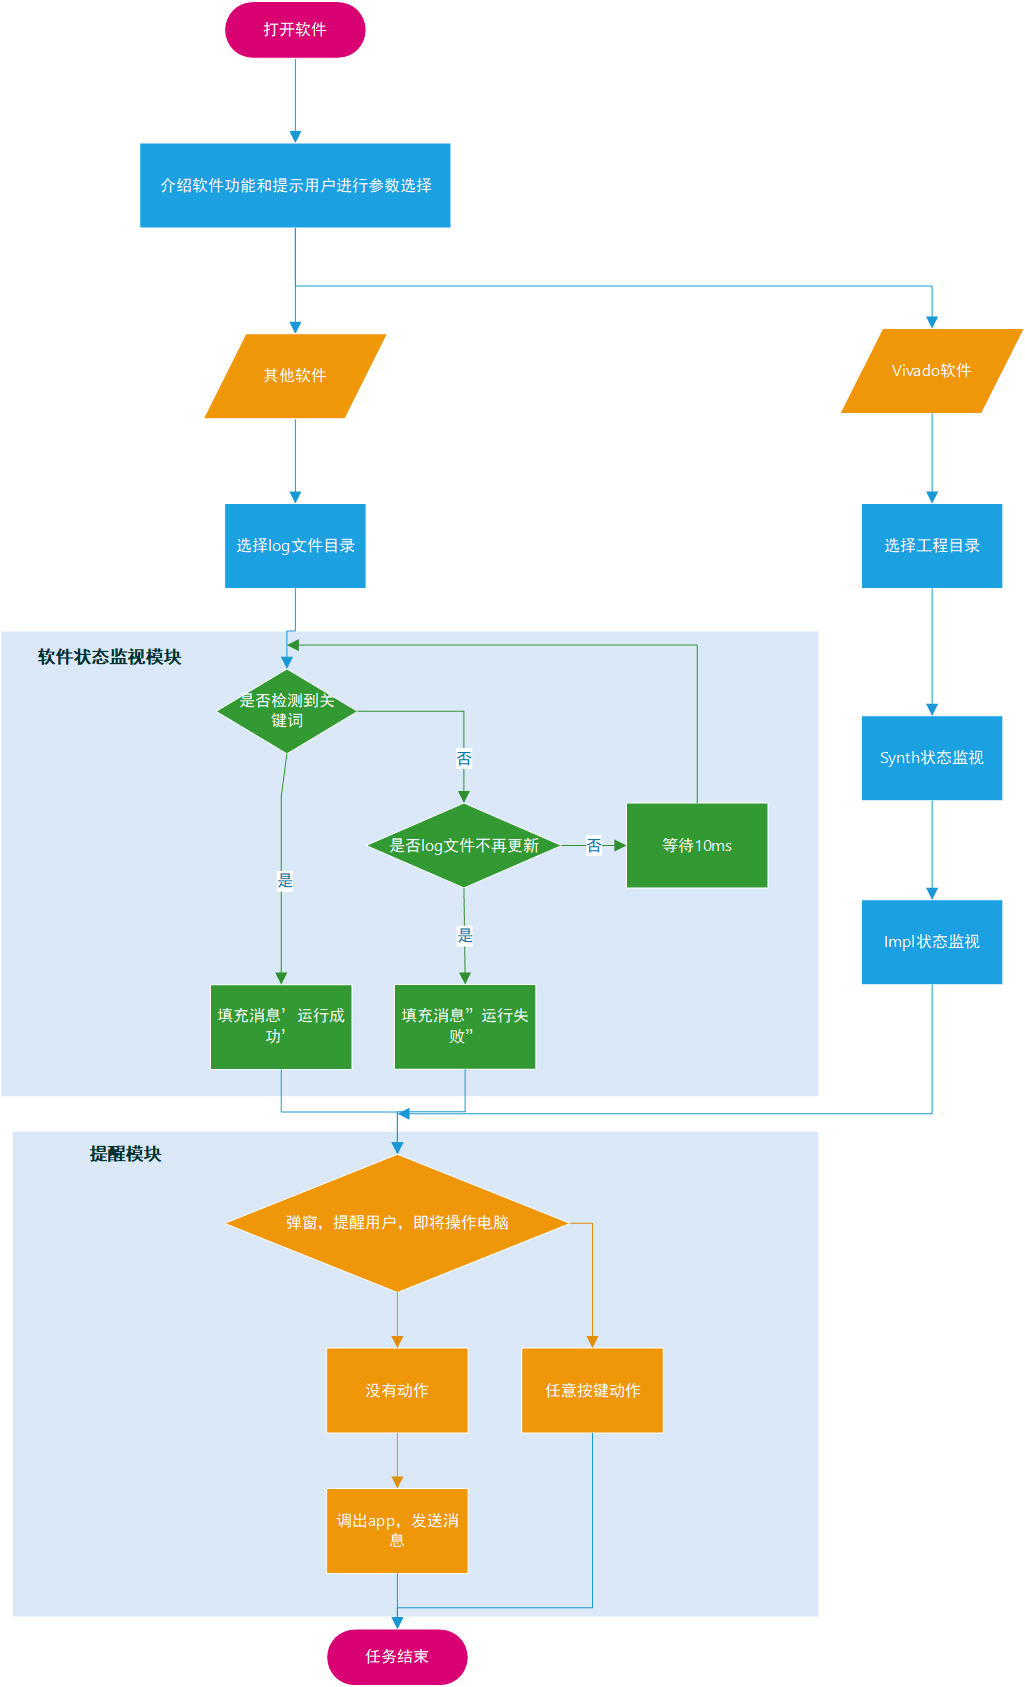 打开软件
介绍软件功能和提示用户进行参数选择
其他软件
Vivado软件
选择log文件目录
选择工程目录
软件状态监视模块
是否检测到关
键词
否
Synth状态监视
是否log文件不再更新
否
等待10ms
是
是
Impl状态监视
填充消息’运行成
功’
填充消息”运行失
败”
提醒模块
弹窗，提醒用户，即将操作电脑
没有动作
任意按键动作
调出app，发送消
息
任务结束